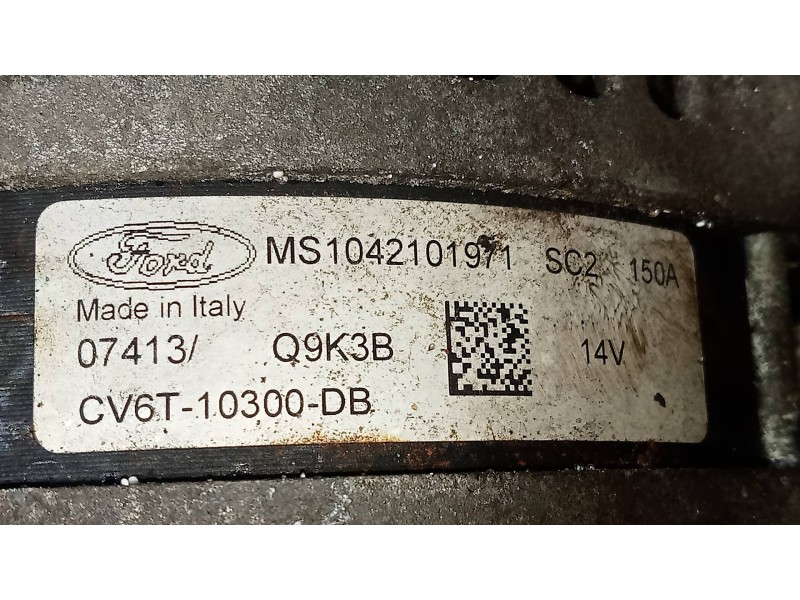 Ford MS1042101971 SC2 150A
Made in Italy
07413/ Q9K3B 14V
CV6T-10300-DB